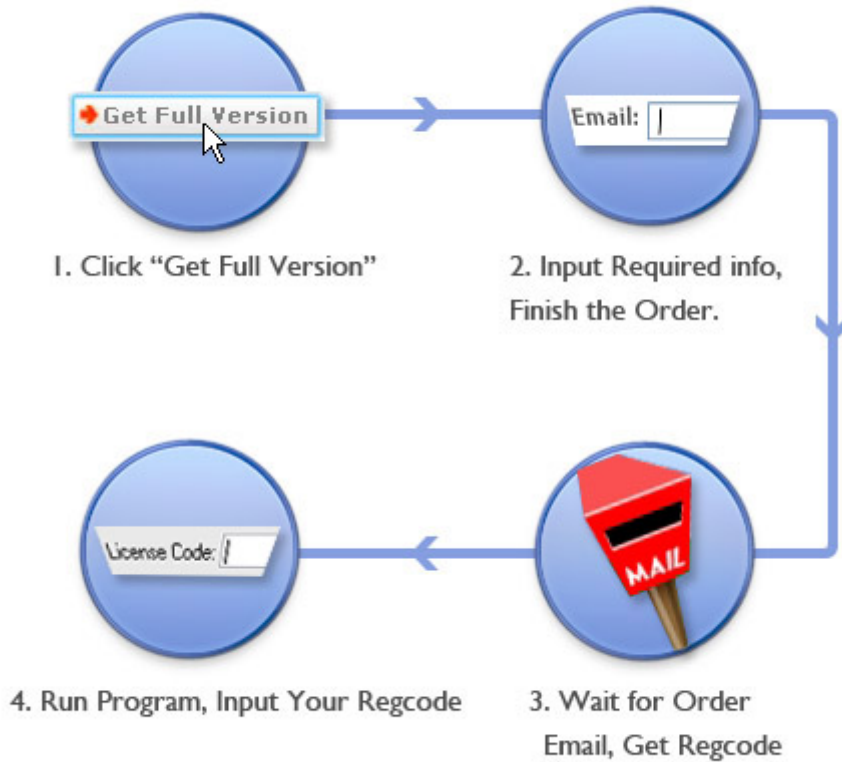 Get Full Version
1. Click “Get Full Version”
Email:
2. Input Required info,
Finish the Order.
MAIL
3. Wait for Order
Email, Get Regcode
License Code:
4. Run Program, Input Your Regcode